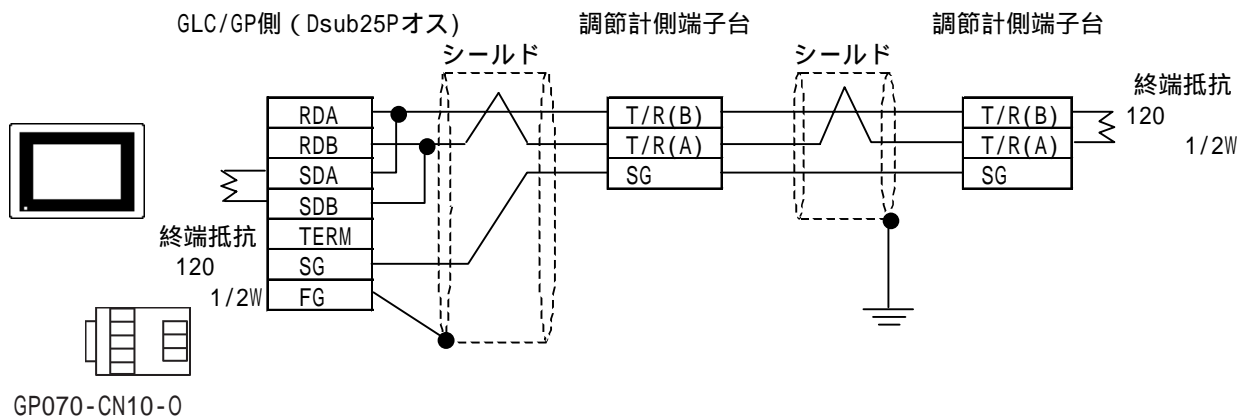 GLC/GP側 (Dsub25Pオス)
調節計側端子台
調節計側端子台
シールド
シールド
終端抵抗
120
1/2W
RDA
RDB
SDA
SDB
TERM
SG
FG
T/R(B)
T/R(A)
SG
T/R(B)
T/R(A)
SG
終端抵抗
120
1/2W
GP070-CN10-O